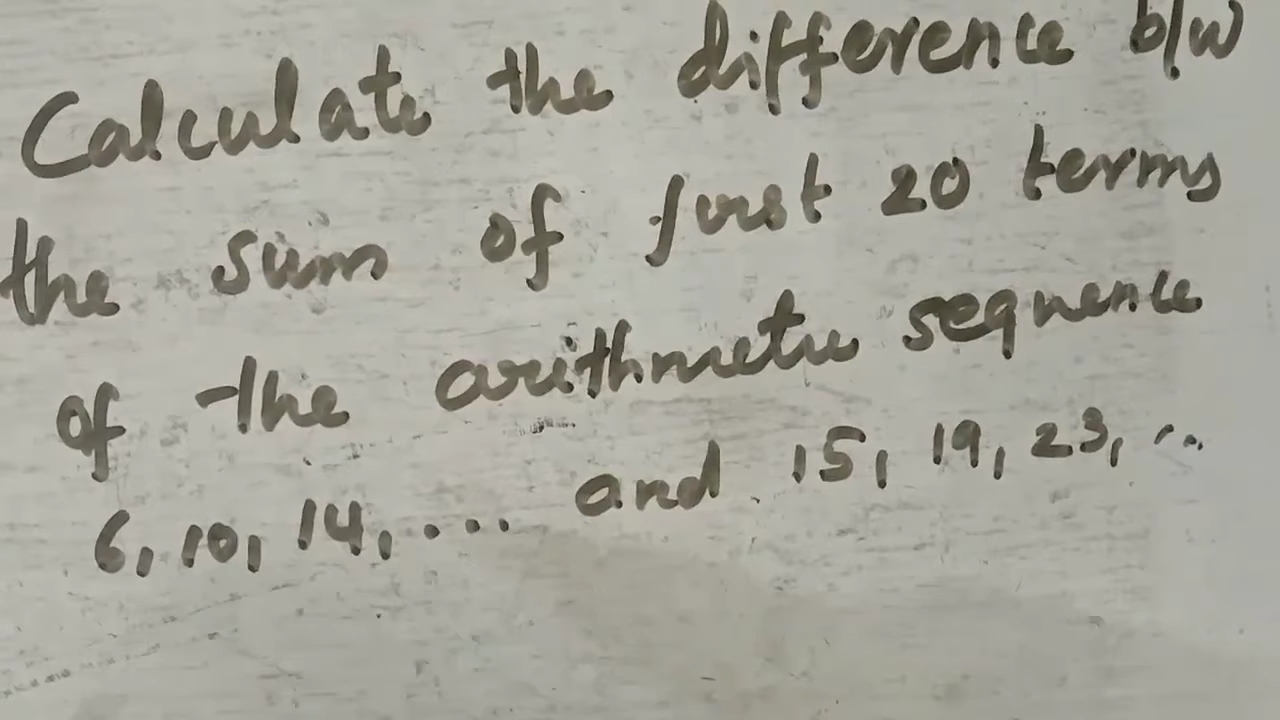 Calculate the difference b/w
the sum of first 20 terms
of the arithmetic sequence
6, 10, 14, .... and 15, 19, 23, ...